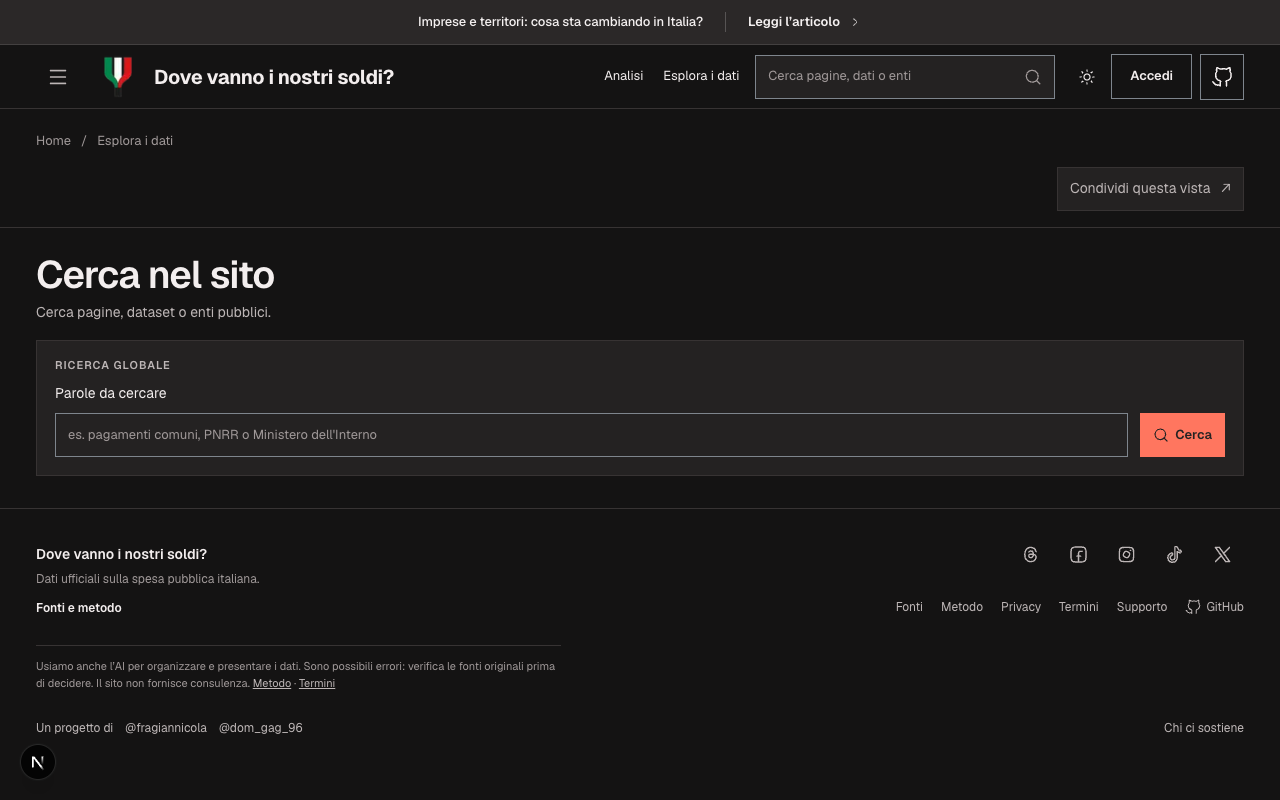 Imprese e territori: cosa sta cambiando in Italia? Leggi l'articolo
Dove vanno i nostri soldi? Analisi Esplora i dati Cerca pagine, dati o enti Accedi
Home / Esplora i dati
Condividi questa vista
Cerca nel sito
Cerca pagine, dataset o enti pubblici.
RICERCA GLOBALE
Parole da cercare
es. pagamenti comuni, PNRR o Ministero dell'Interno Cerca
Dove vanno i nostri soldi?
Dati ufficiali sulla spesa pubblica italiana.
Fonti e metodo Fonti Metodo Privacy Termini Supporto GitHub
Usiamo anche l'AI per organizzare e presentare i dati. Sono possibili errori: verifica le fonti originali prima
di decidere. Il sito non fornisce consulenza. Metodo · Termini
Un progetto di @fragiannicola @dom_gag_96 Chi ci sostiene
N